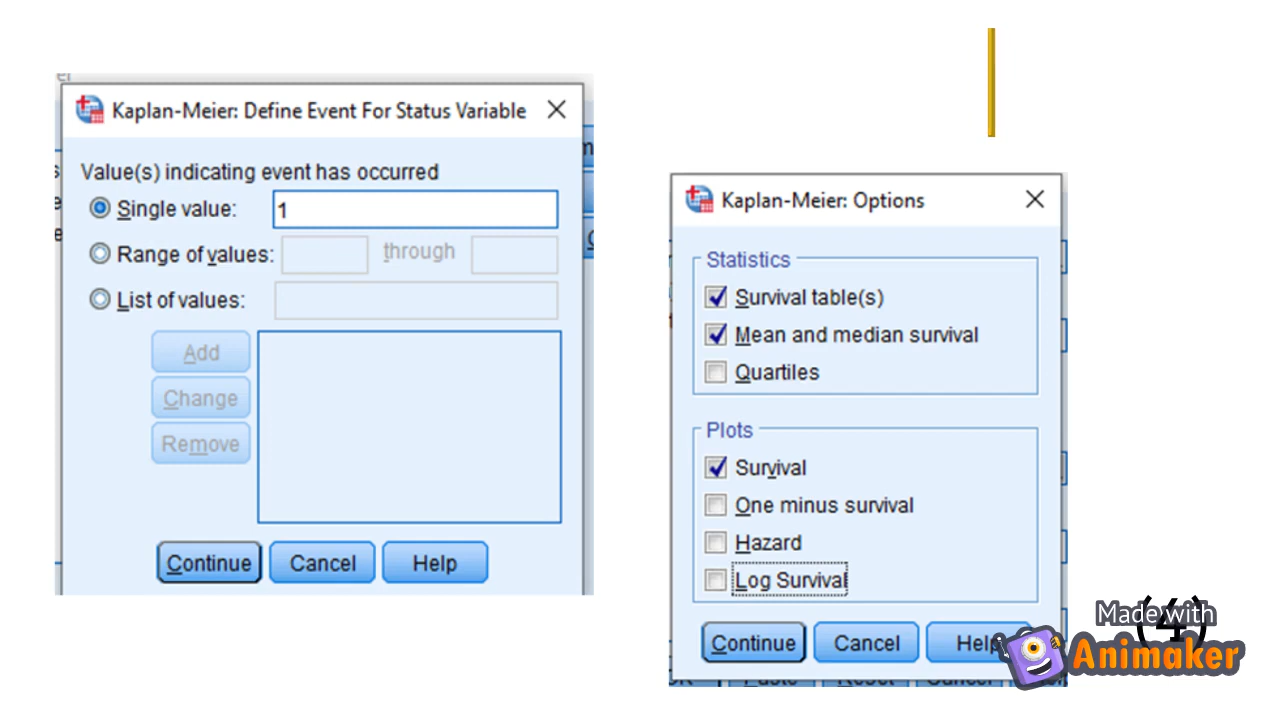 Kaplan-Meier: Define Event For Status Variable
Value(s) indicating event has occurred
Single value: 1
Range of values: through
List of values:
Add
Change
Remove
Continue Cancel Help
Kaplan-Meier: Options
Statistics
Survival table(s)
Mean and median survival
Quartiles
Plots
Survival
One minus survival
Hazard
Log Survival
Continue Cancel Help
(4)
Made with
Animaker